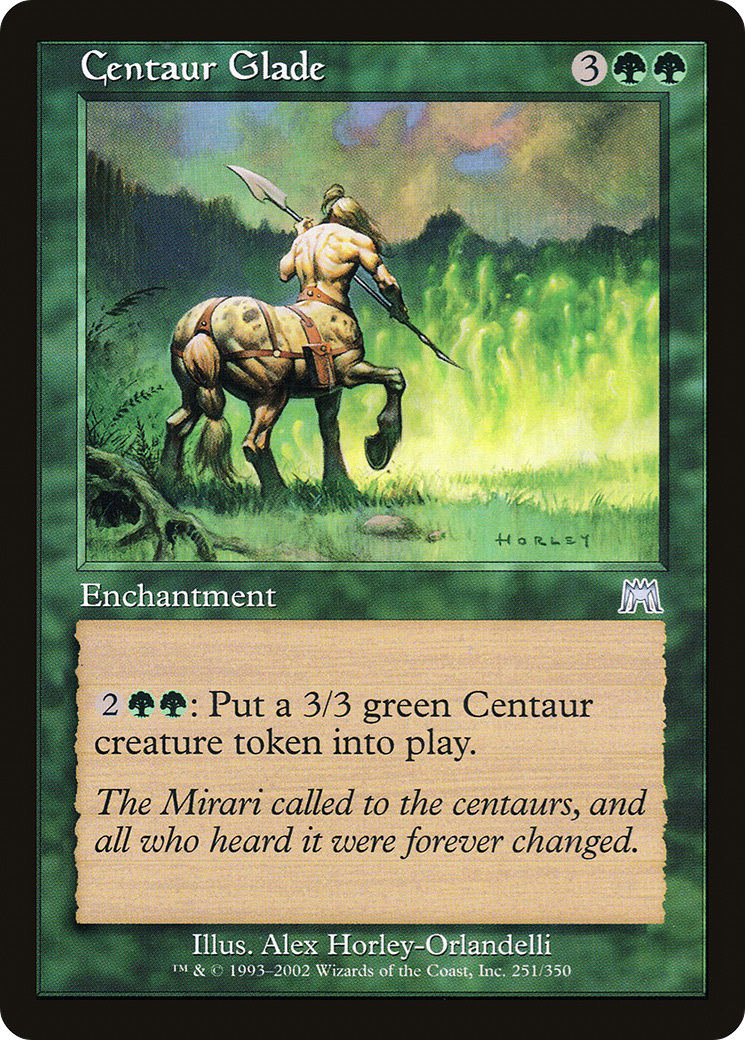 Centaur Glade 3
HORLEY
Enchantment
2 : Put a 3/3 green Centaur
creature token into play.
The Mirari called to the centaurs, and
all who heard it were forever changed.
Illus. Alex Horley-Orlandelli
™ & © 1993–2002 Wizards of the Coast, Inc. 251/350